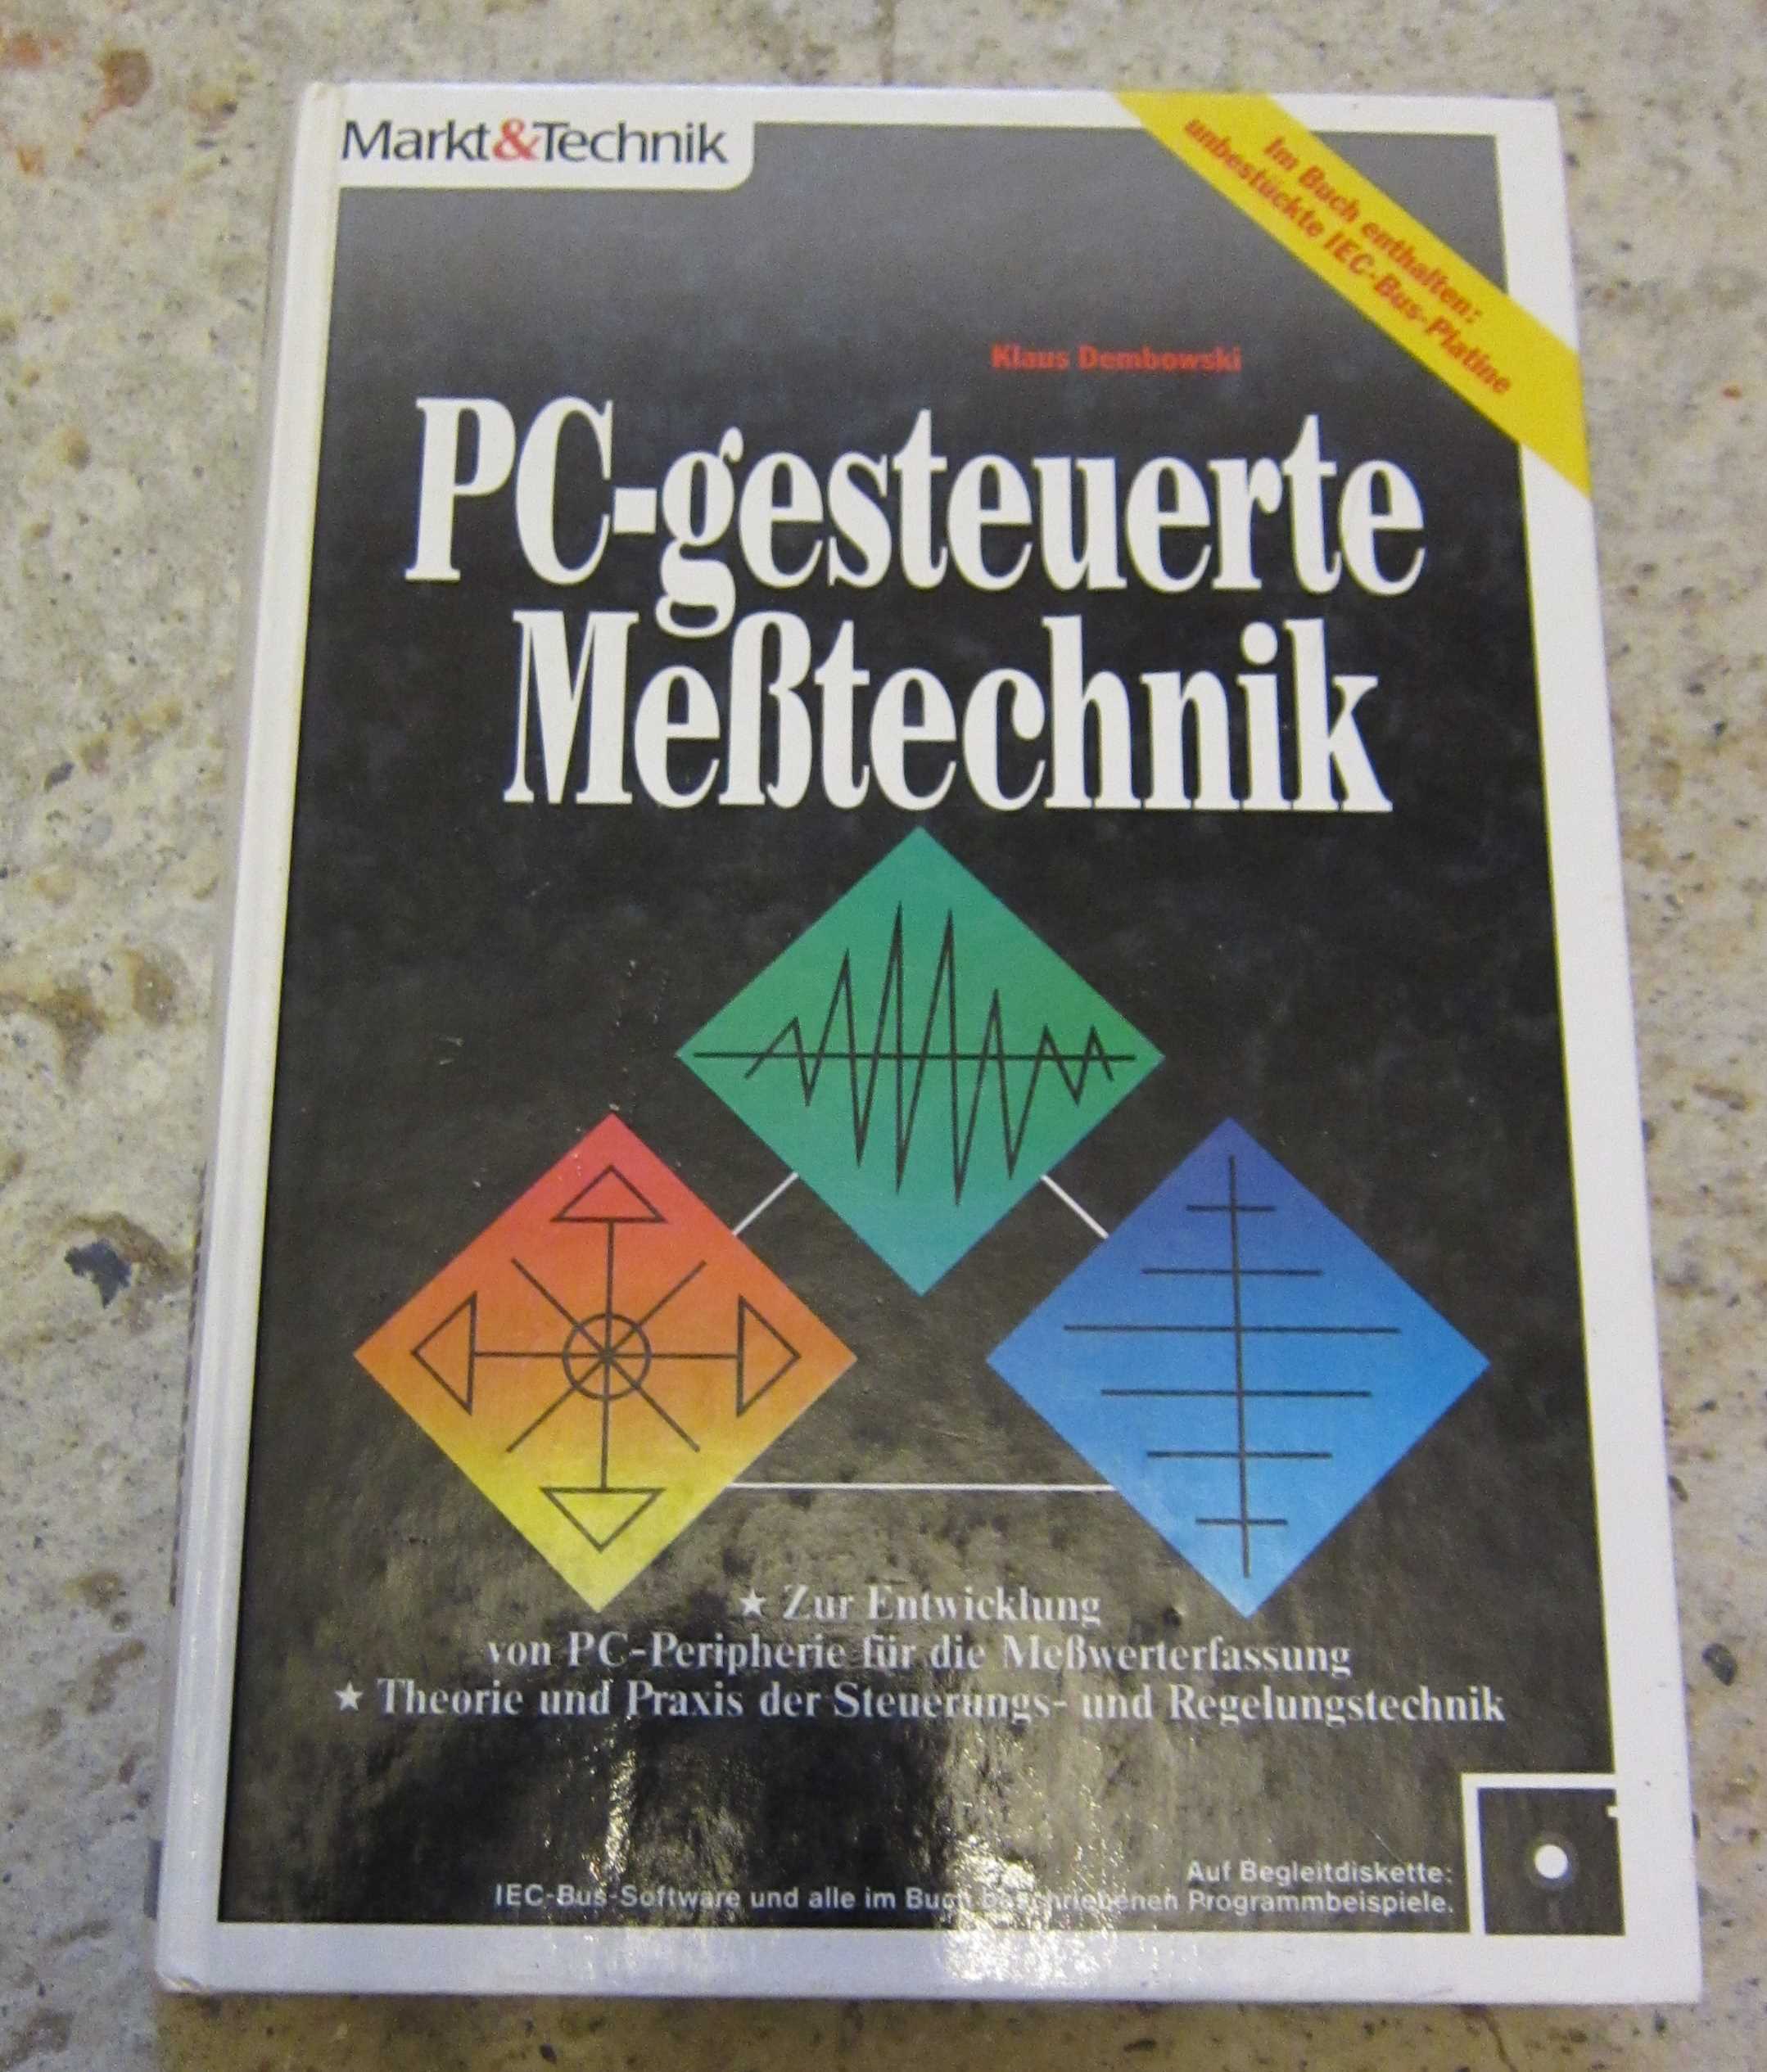 Markt&Technik
Im Buch enthalten:
unbestückte IEC-Bus-Platine
Klaus Dembowski
PC-gesteuerte
Meßtechnik
★ Zur Entwicklung
von PC-Peripherie für die Meßwerterfassung
★ Theorie und Praxis der Steuerungs- und Regelungstechnik
Auf Begleitdiskette:
IEC-Bus-Software und alle im Buch beschriebenen Programmbeispiele.